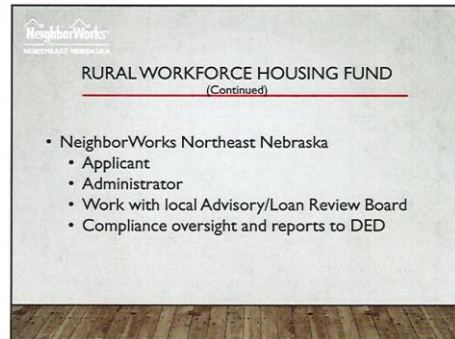 NeighborWorks
NORTHEAST NEBRASKA
RURAL WORKFORCE HOUSING FUND
(Continued)
• NeighborWorks Northeast Nebraska
• Applicant
• Administrator
• Work with local Advisory/Loan Review Board
• Compliance oversight and reports to DED